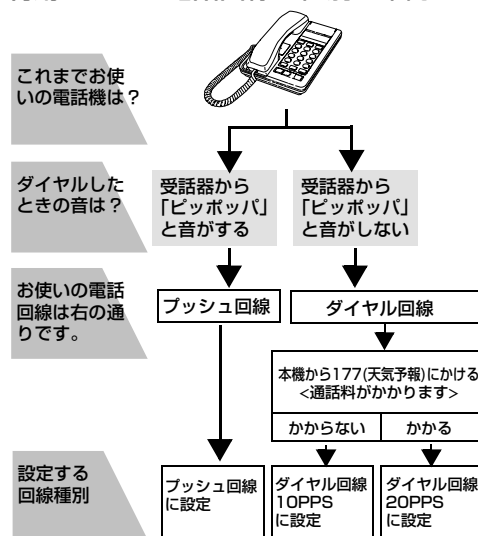 これまでお使
いの電話機は？
ダイヤルした
ときの音は？
受話器から
「ピッポッパ」
と音がする
受話器から
「ピッポッパ」
と音がしない
お使いの電話
回線は右の通
りです。
プッシュ回線
ダイヤル回線
本機から177(天気予報)にかける
<通話料がかかります>
かからない
かかる
設定する
回線種別
プッシュ回線
に設定
ダイヤル回線
10PPS
に設定
ダイヤル回線
20PPS
に設定